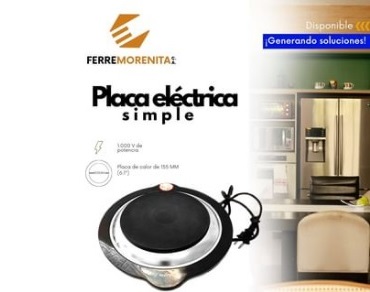 Disponible
¡Generando soluciones!
FERREMORENITA
Placa eléctrica
simple
1.000 V de
potencia.
Placa de calor de 155 MM
(6.1")